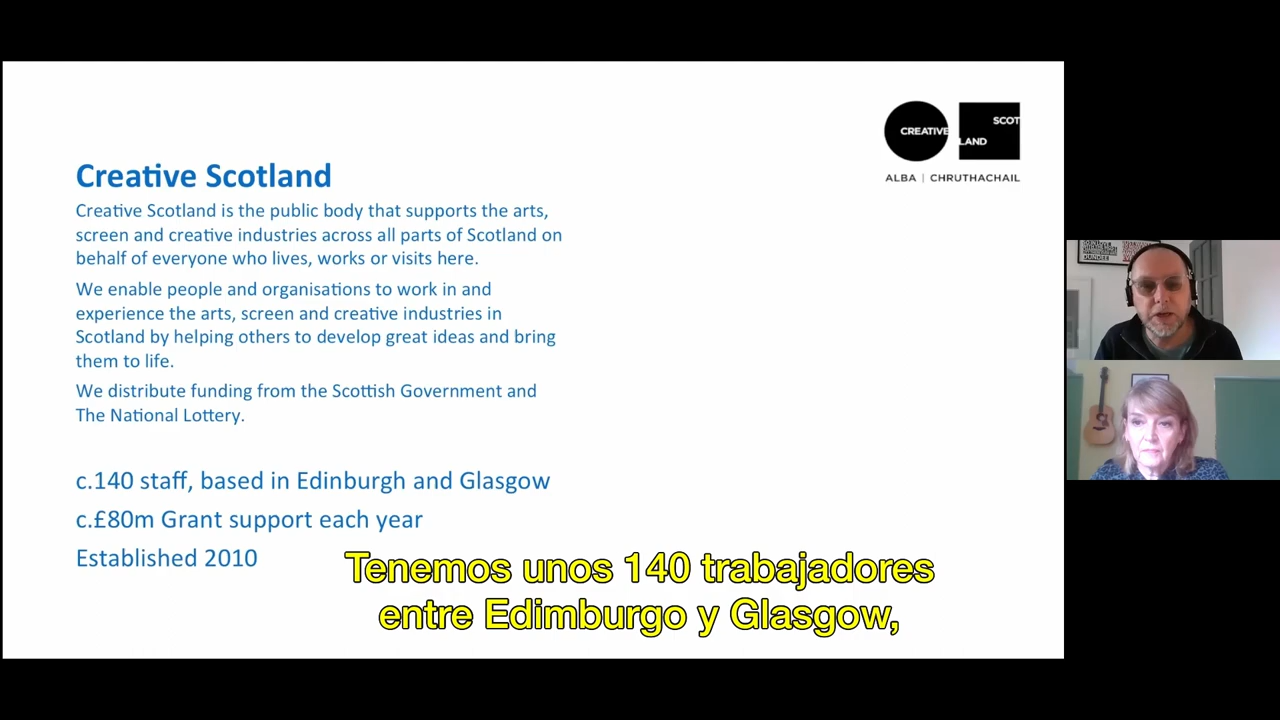 CREATIVE SCOT
LAND
ALBA | CHRUTHACHAIL
Creative Scotland
Creative Scotland is the public body that supports the arts,
screen and creative industries across all parts of Scotland on
behalf of everyone who lives, works or visits here.
We enable people and organisations to work in and
experience the arts, screen and creative industries in
Scotland by helping others to develop great ideas and bring
them to life.
We distribute funding from the Scottish Government and
The National Lottery.
c.140 staff, based in Edinburgh and Glasgow
c.£80m Grant support each year
Established 2010
Tenemos unos 140 trabajadores
entre Edimburgo y Glasgow,
DUNDEE